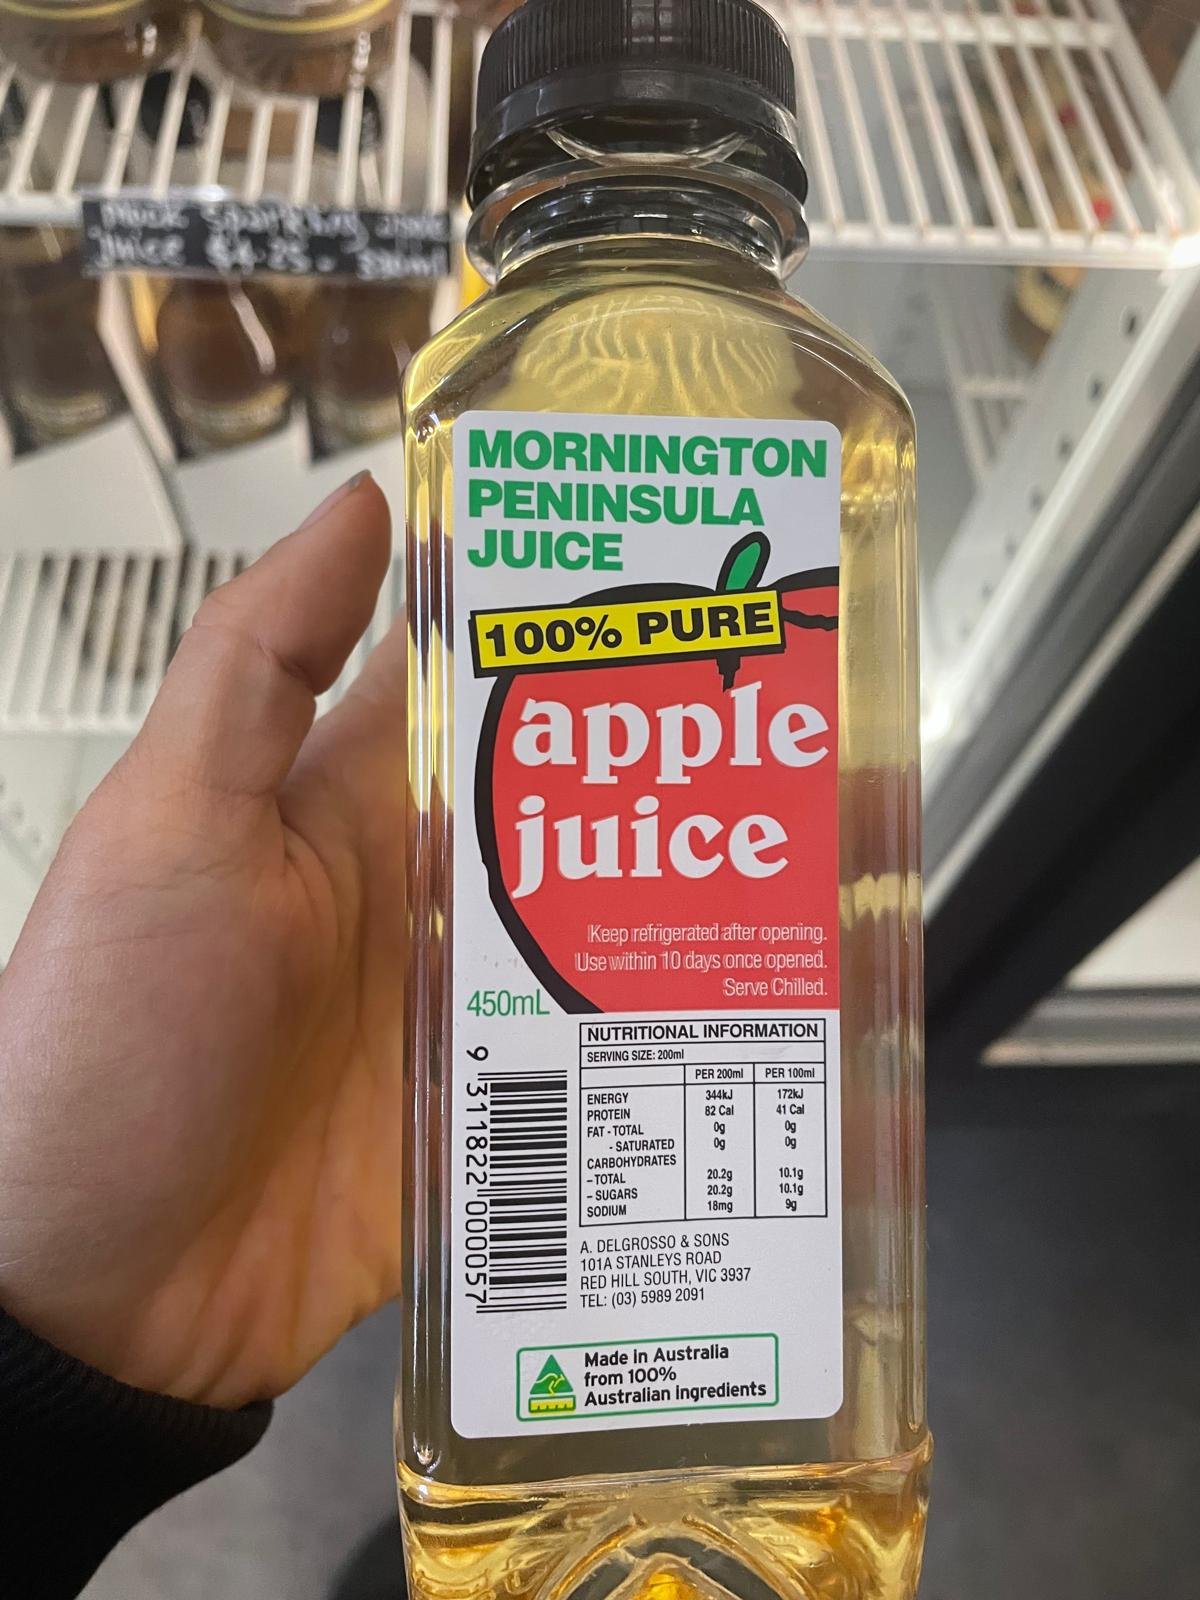 Juice $4.25
MORNINGTON
PENINSULA
JUICE
100% PURE
apple
juice
Keep refrigerated after opening.
Use within 10 days once opened.
Serve Chilled.
450mL
NUTRITIONAL INFORMATION
SERVING SIZE: 200ml
PER 200ml PER 100ml
ENERGY 344kJ 172kJ
PROTEIN 82 Cal 41 Cal
FAT - TOTAL 0g 0g
- SATURATED 0g 0g
CARBOHYDRATES
- TOTAL 20.2g 10.1g
- SUGARS 20.2g 10.1g
SODIUM 18mg 9g
9 311822 000057
A. DELGROSSO & SONS
101A STANLEYS ROAD
RED HILL SOUTH, VIC 3937
TEL: (03) 5989 2091
Made in Australia
from 100%
Australian ingredients